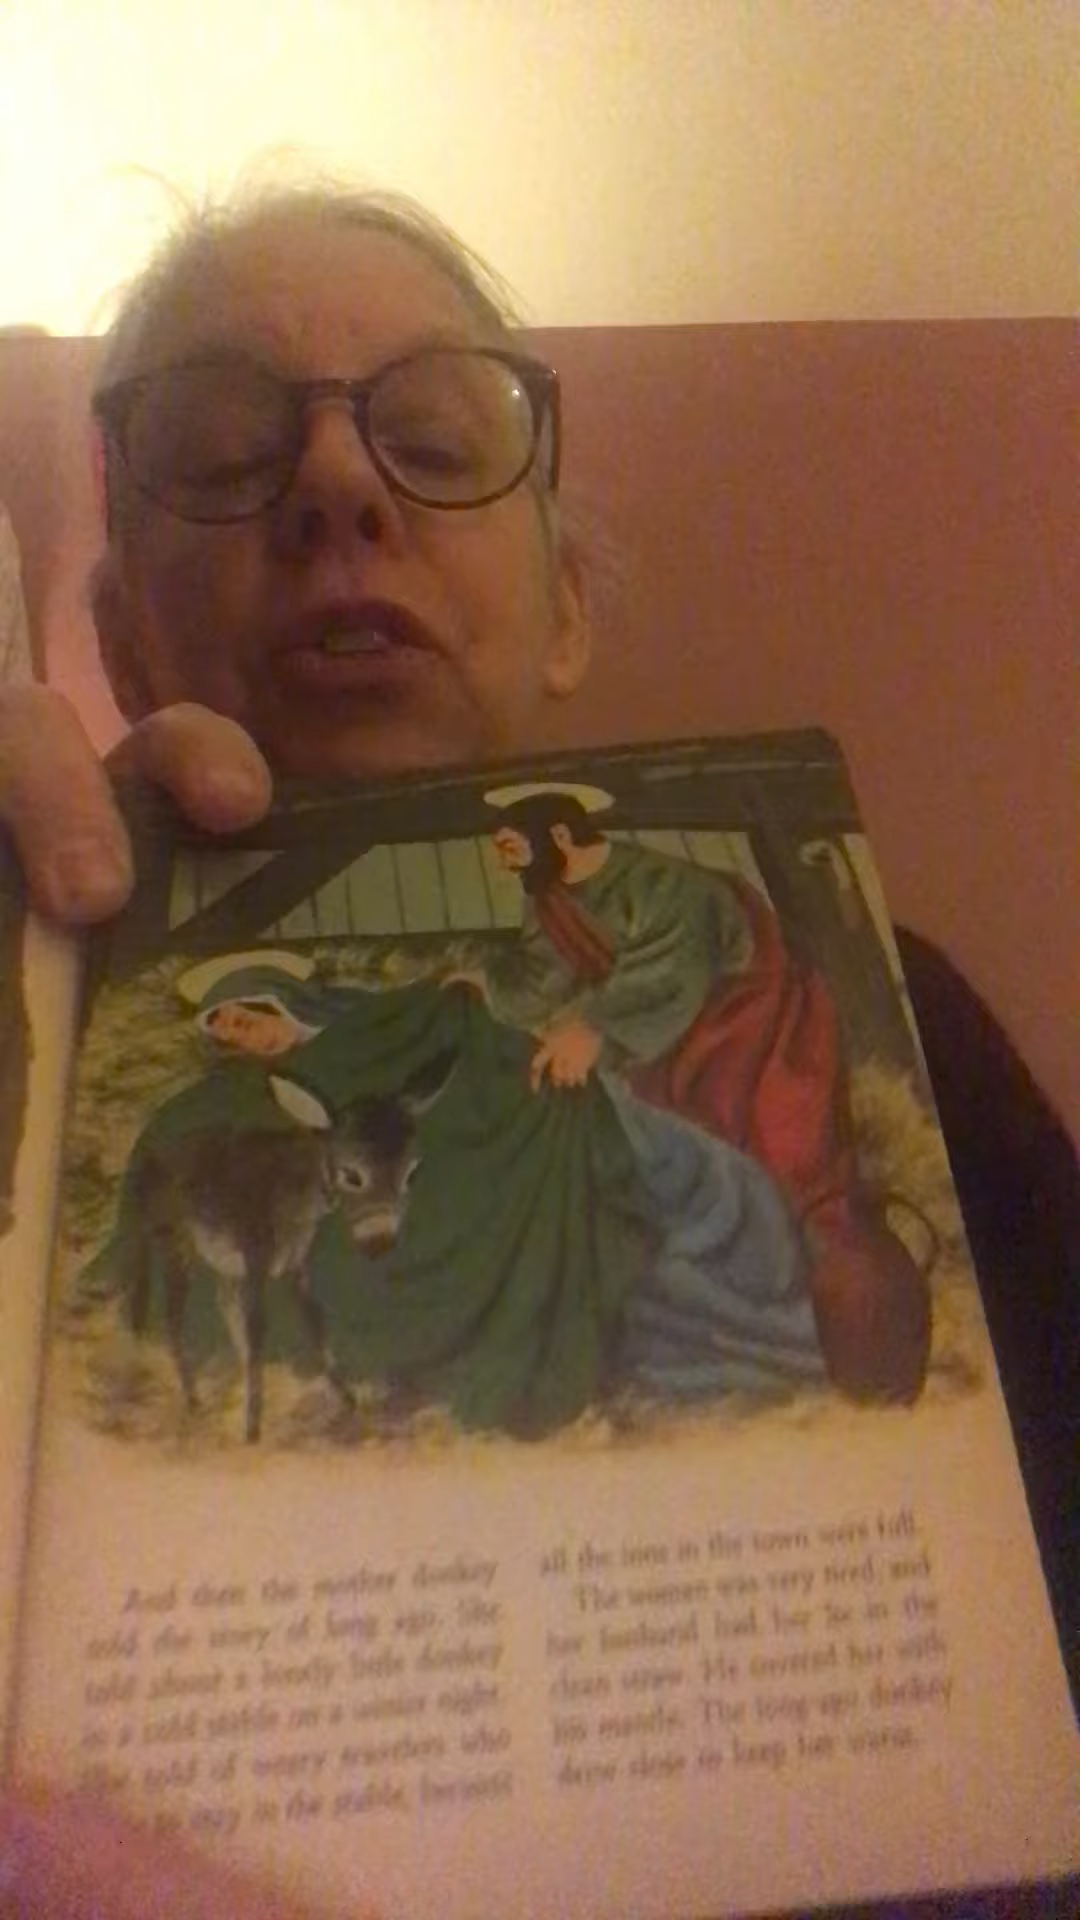 And then the mother donkey
told the story of long ago. She
told about a lonely little donkey
in a cold stable on a winter night.
She told of weary travelers who
to stay in the stable, because
all the inns in the town were full.
The woman was very tired, and
her husband had her lie in the
clean straw. He covered her with
his mantle. The long-ago donkey
drew close to keep her warm.